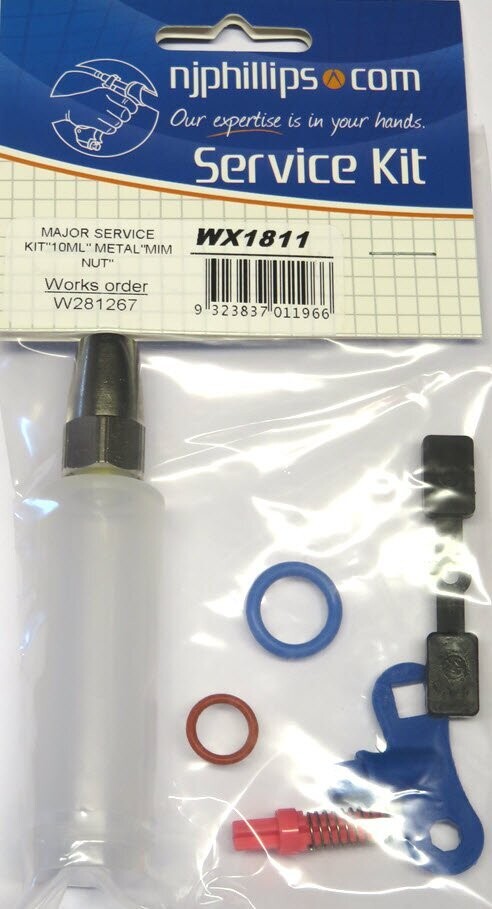 njphillips.com
Our expertise is in your hands.
Service Kit
MAJOR SERVICE
KIT"10ML" METAL"MIM
NUT"
Works order
W281267
WX1811
9 323837 011966